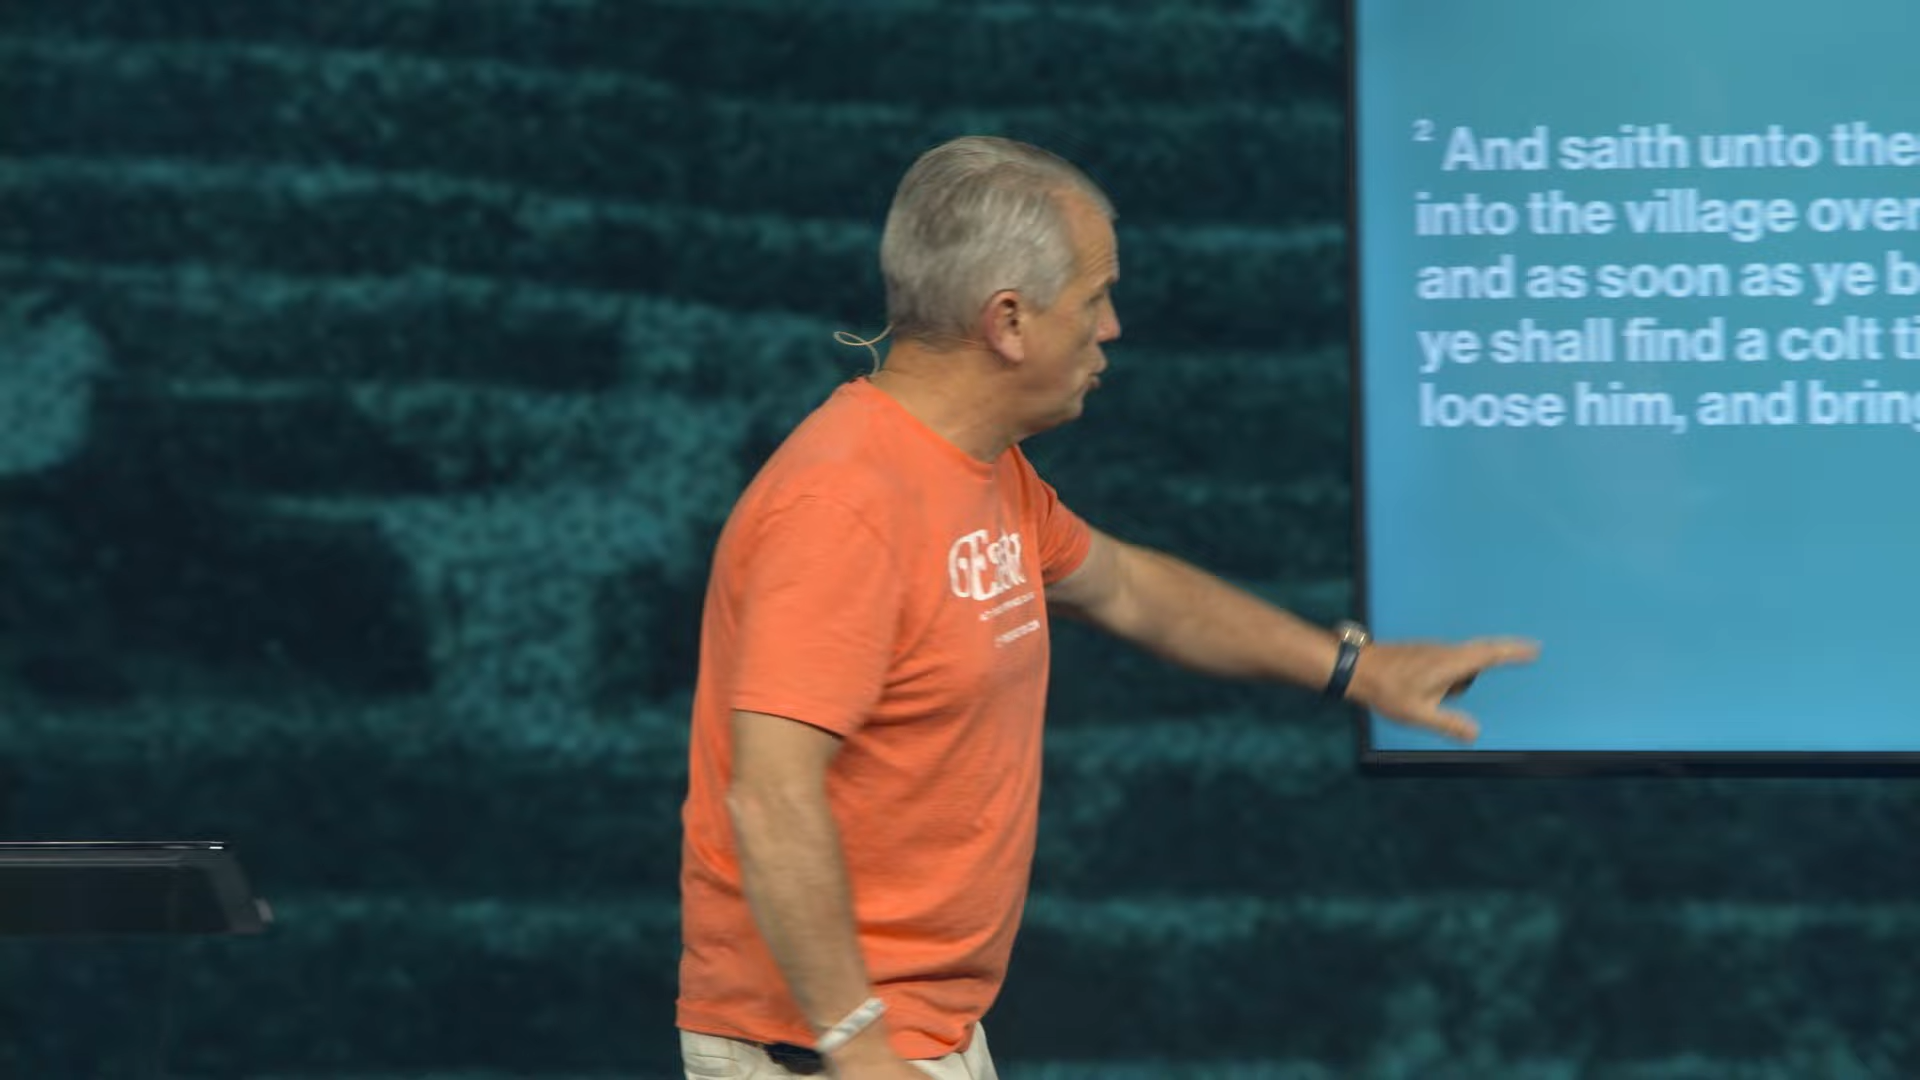 2 And saith unto the
into the village over
and as soon as ye b
ye shall find a colt ti
loose him, and bring